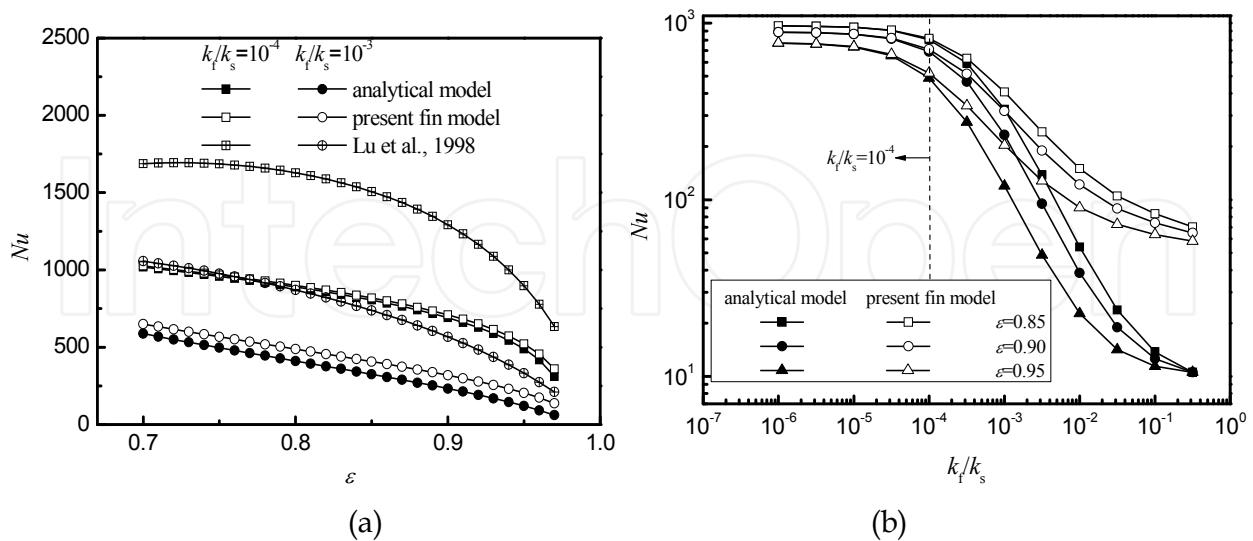 2500
2000
1500
1000
500
0
Nu
0.7 0.8 0.9 1.0
ε
k_f/k_s=10^-4 k_f/k_s=10^-3
analytical model
present fin model
Lu et al., 1998
(a)
10^3
10^2
10^1
Nu
k_f/k_s=10^-4
analytical model present fin model
ε=0.85
ε=0.90
ε=0.95
10^-7 10^-6 10^-5 10^-4 10^-3 10^-2 10^-1 10^0
k_f/k_s
(b)
IntechOpen